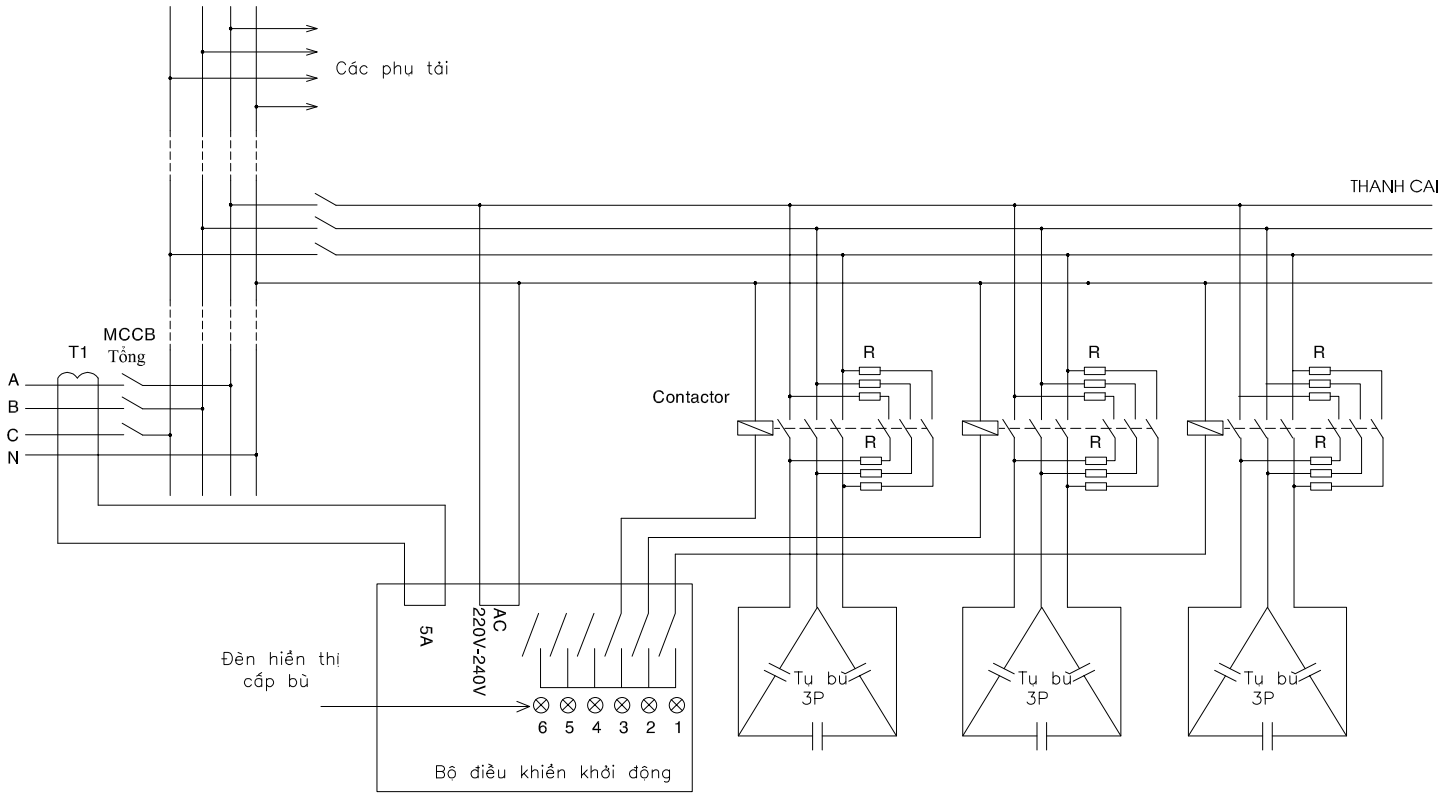 Các phụ tải
THANH CAI
MCCB
Tổng
T1
A
B
C
N
Contactor
R
R
R
R
R
R
5A
AC
220V-240V
Đèn hiển thị
cấp bù
6 5 4 3 2 1
Bộ điều khiển khởi động
Tụ bù
3P
Tụ bù
3P
Tụ bù
3P